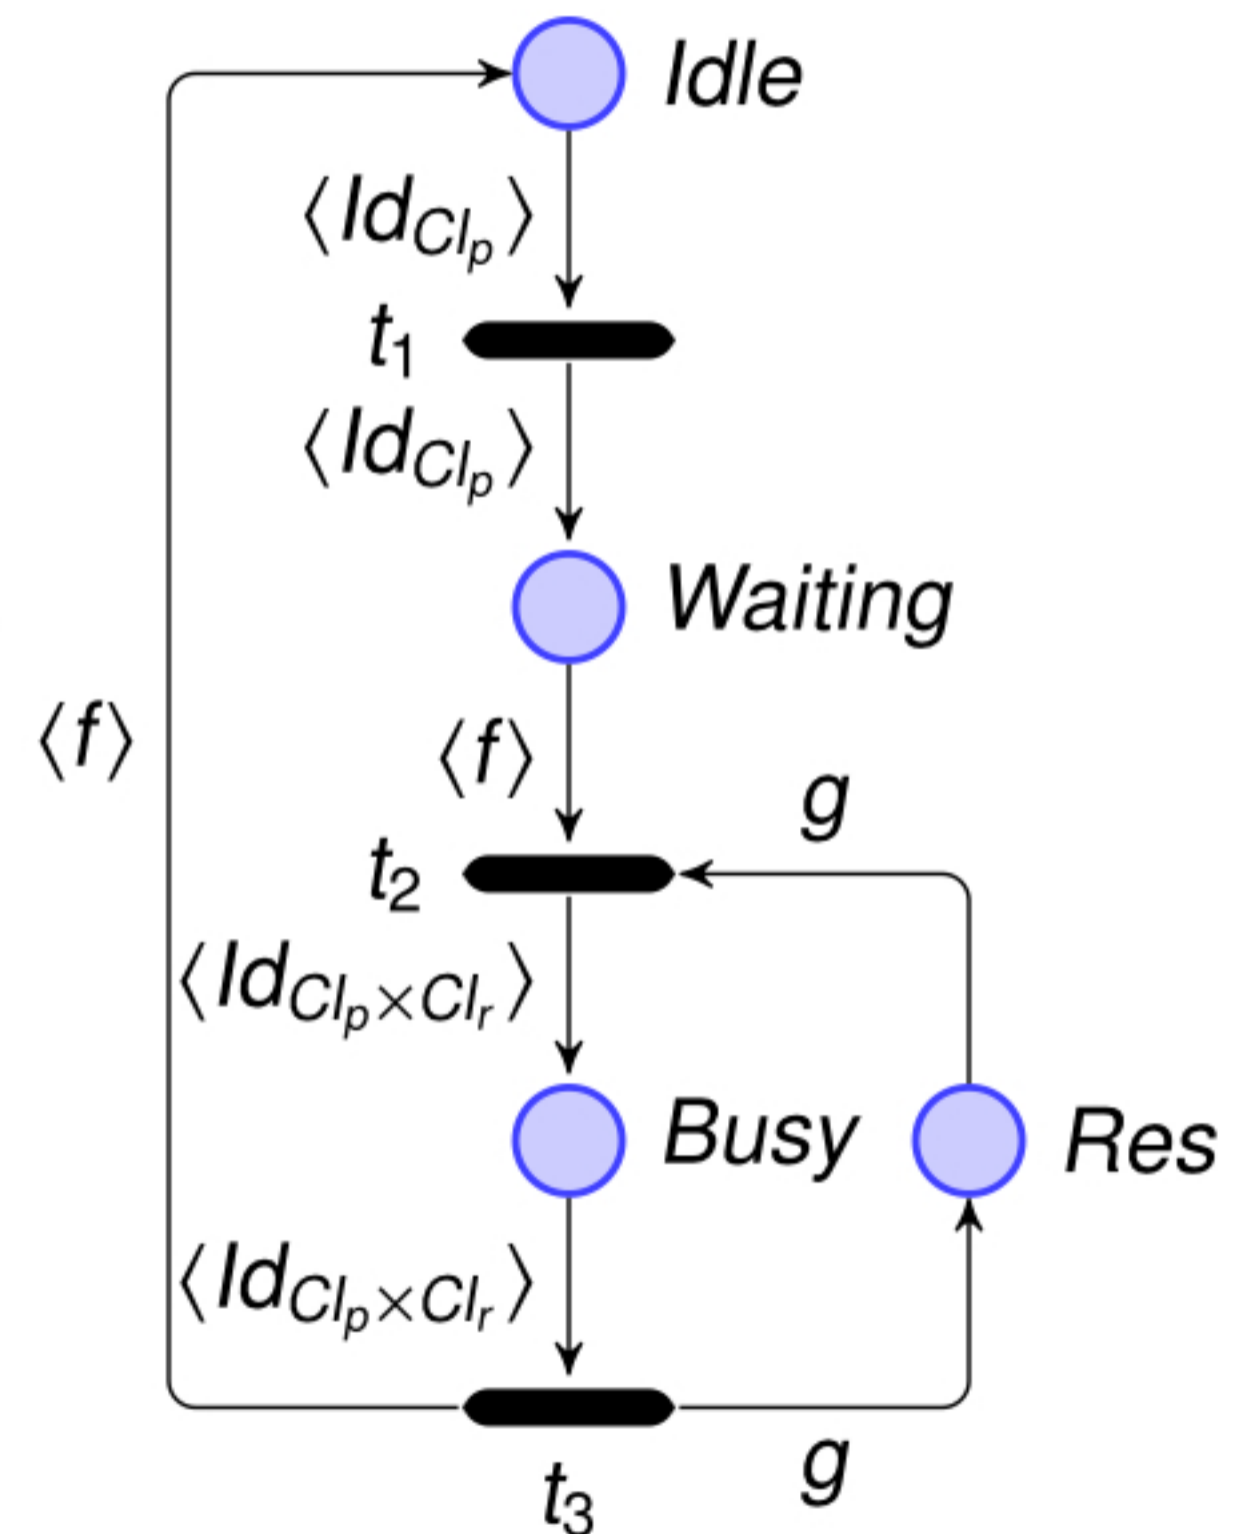 Idle
⟨Id_{Cl_p}⟩
t₁
⟨Id_{Cl_p}⟩
Waiting
⟨f⟩
⟨f⟩
g
t₂
⟨Id_{Cl_p×Cl_r}⟩
Busy
Res
⟨Id_{Cl_p×Cl_r}⟩
g
t₃